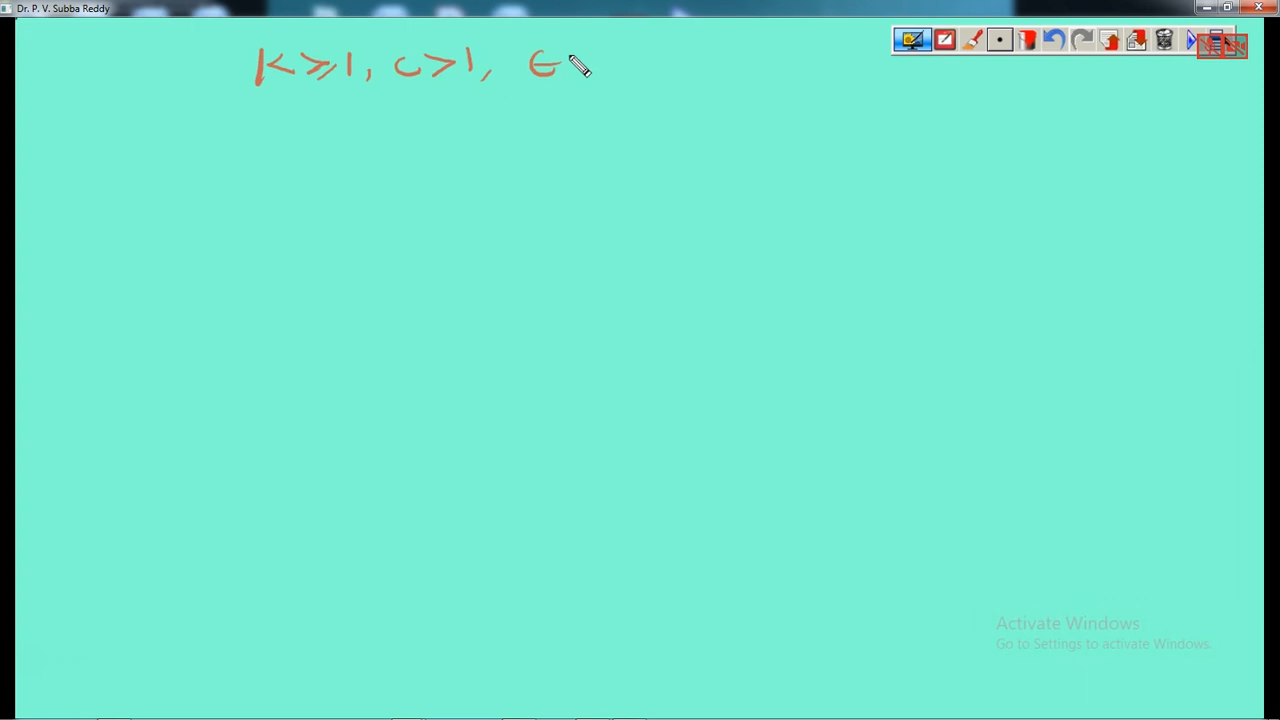 Dr. P. V. Subba Reddy
K ≥ 1, c > 1, ∈
Activate Windows
Go to Settings to activate Windows.